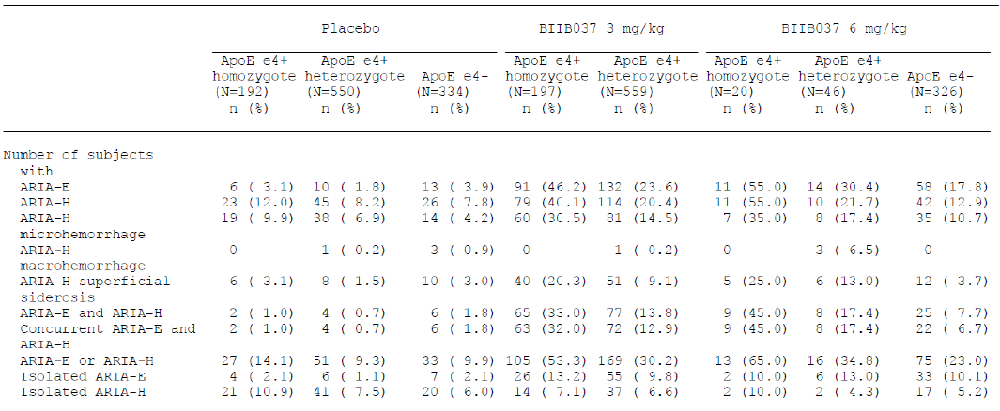 Placebo BIIB037 3 mg/kg BIIB037 6 mg/kg
ApoE e4+ ApoE e4+ ApoE e4+ ApoE e4+ ApoE e4+ ApoE e4+
homozygote heterozygote ApoE e4- homozygote heterozygote homozygote heterozygote ApoE e4-
(N=192) (N=550) (N=334) (N=197) (N=559) (N=20) (N=46) (N=326)
n (%) n (%) n (%) n (%) n (%) n (%) n (%) n (%)
Number of subjects
with
ARIA-E 6 ( 3.1) 10 ( 1.8) 13 ( 3.9) 91 (46.2) 132 (23.6) 11 (55.0) 14 (30.4) 58 (17.8)
ARIA-H 23 (12.0) 45 ( 8.2) 26 ( 7.8) 79 (40.1) 114 (20.4) 11 (55.0) 10 (21.7) 42 (12.9)
ARIA-H 19 ( 9.9) 38 ( 6.9) 14 ( 4.2) 60 (30.5) 81 (14.5) 7 (35.0) 8 (17.4) 35 (10.7)
microhemorrhage
ARIA-H 0 1 ( 0.2) 3 ( 0.9) 0 1 ( 0.2) 0 3 ( 6.5) 0
macrohemorrhage
ARIA-H superficial 6 ( 3.1) 8 ( 1.5) 10 ( 3.0) 40 (20.3) 51 ( 9.1) 5 (25.0) 6 (13.0) 12 ( 3.7)
siderosis
ARIA-E and ARIA-H 2 ( 1.0) 4 ( 0.7) 6 ( 1.8) 65 (33.0) 77 (13.8) 9 (45.0) 8 (17.4) 25 ( 7.7)
Concurrent ARIA-E and 2 ( 1.0) 4 ( 0.7) 6 ( 1.8) 63 (32.0) 72 (12.9) 9 (45.0) 8 (17.4) 22 ( 6.7)
ARIA-H
ARIA-E or ARIA-H 27 (14.1) 51 ( 9.3) 33 ( 9.9) 105 (53.3) 169 (30.2) 13 (65.0) 16 (34.8) 75 (23.0)
Isolated ARIA-E 4 ( 2.1) 6 ( 1.1) 7 ( 2.1) 26 (13.2) 55 ( 9.8) 2 (10.0) 6 (13.0) 33 (10.1)
Isolated ARIA-H 21 (10.9) 41 ( 7.5) 20 ( 6.0) 14 ( 7.1) 37 ( 6.6) 2 (10.0) 2 ( 4.3) 17 ( 5.2)